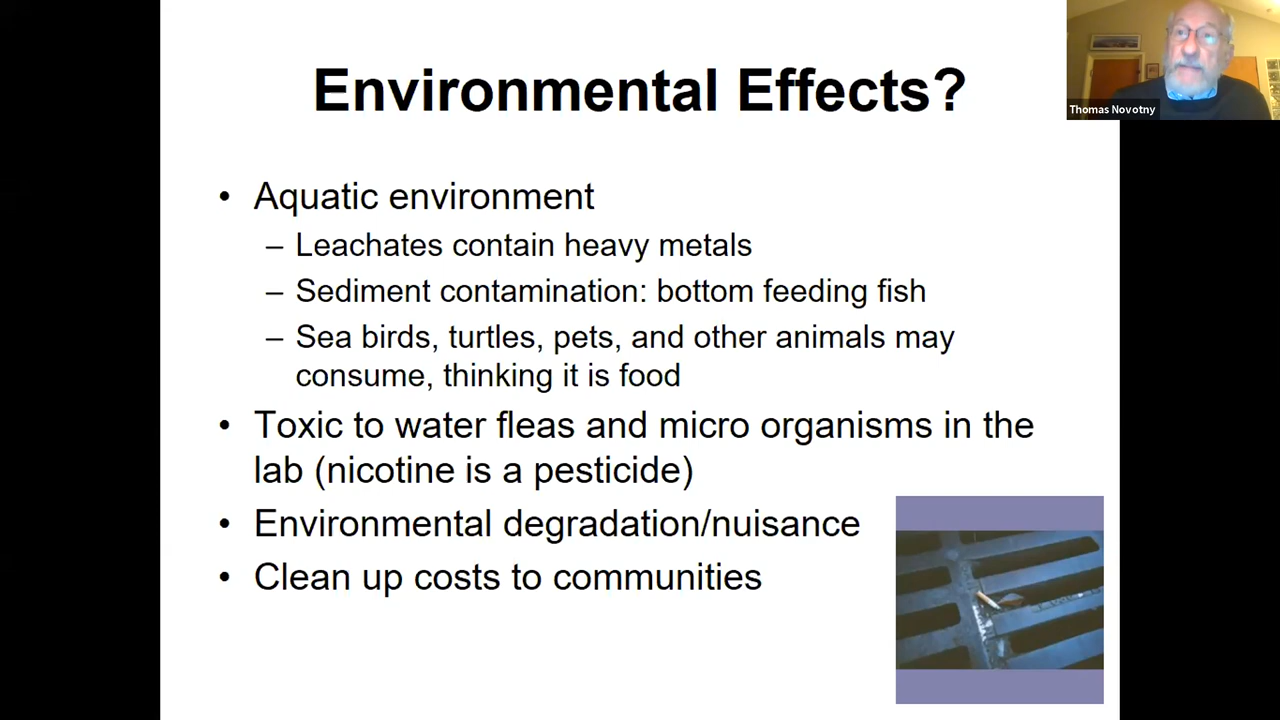 Environmental Effects?
Thomas Novotny
• Aquatic environment
– Leachates contain heavy metals
– Sediment contamination: bottom feeding fish
– Sea birds, turtles, pets, and other animals may
consume, thinking it is food
• Toxic to water fleas and micro organisms in the
lab (nicotine is a pesticide)
• Environmental degradation/nuisance
• Clean up costs to communities